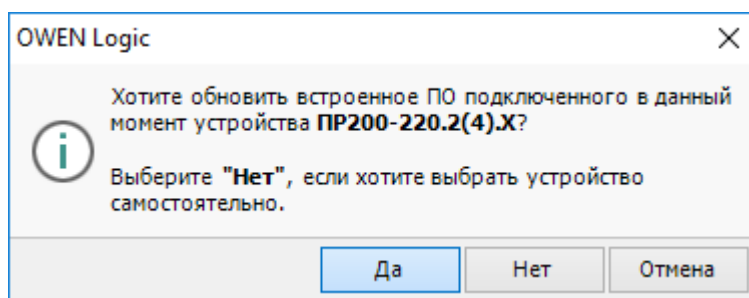 OWEN Logic
Хотите обновить встроенное ПО подключенного в данный
момент устройства ПР200-220.2(4).X?
Выберите "Нет", если хотите выбрать устройство
самостоятельно.
Да
Нет
Отмена